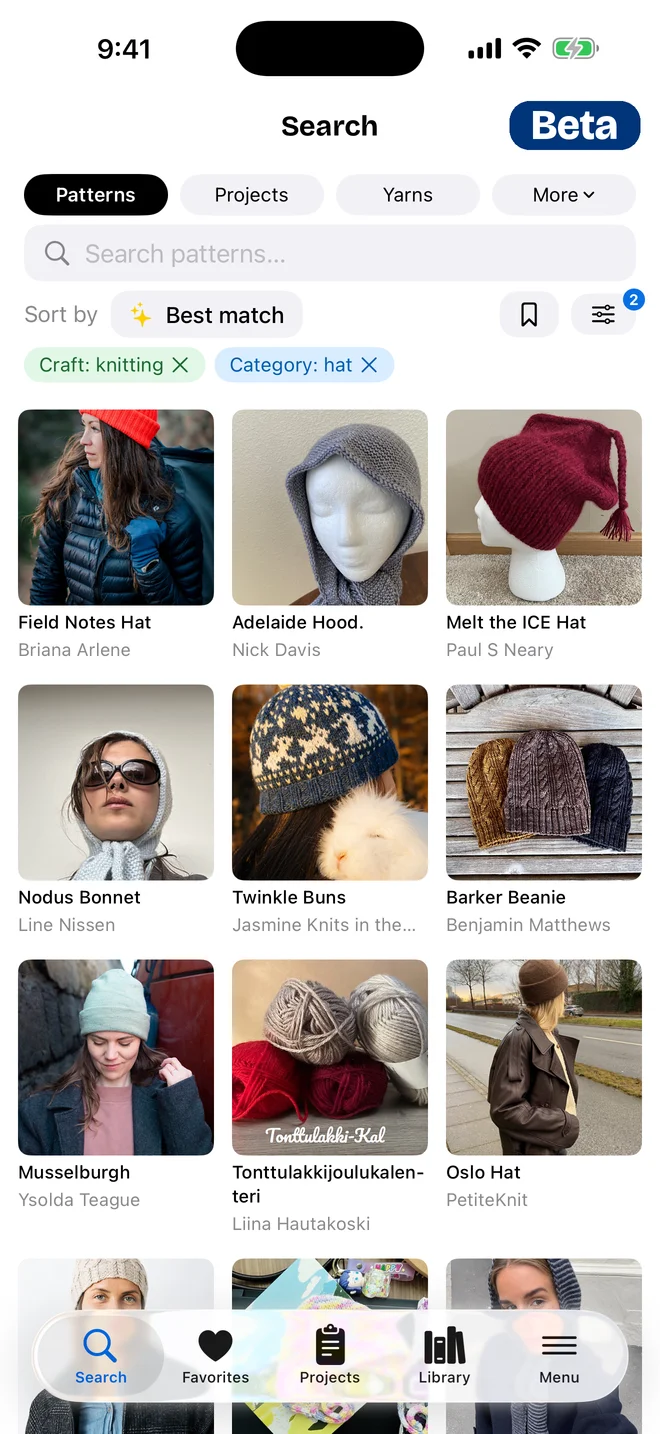 9:41
Search
Beta
Patterns
Projects
Yarns
More
Search patterns...
Sort by
Best match
2
Craft: knitting
Category: hat
Field Notes Hat
Briana Arlene
Adelaide Hood.
Nick Davis
Melt the ICE Hat
Paul S Neary
Nodus Bonnet
Line Nissen
Twinkle Buns
Jasmine Knits in the...
Barker Beanie
Benjamin Matthews
Tonttulakki-Kal
Musselburgh
Ysolda Teague
Tonttulakkijoulukalen-
teri
Liina Hautakoski
Oslo Hat
PetiteKnit
Search
Favorites
Projects
Library
Menu